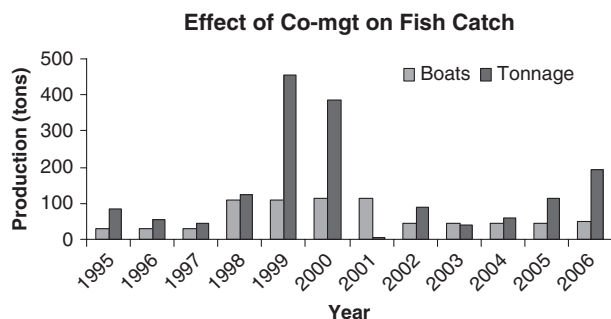 Effect of Co-mgt on Fish Catch
Production (tons)
500
400
300
200
100
0
Boats Tonnage
1995 1996 1997 1998 1999 2000 2001 2002 2003 2004 2005 2006
Year